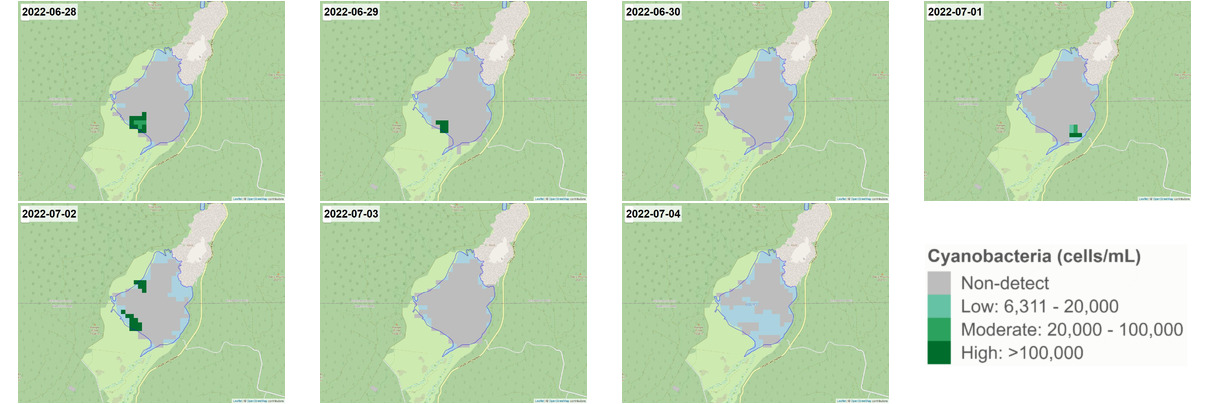 2022-06-28
2022-06-29
2022-06-30
2022-07-01
2022-07-02
2022-07-03
2022-07-04
Cyanobacteria (cells/mL)
Non-detect
Low: 6,311 - 20,000
Moderate: 20,000 - 100,000
High: >100,000